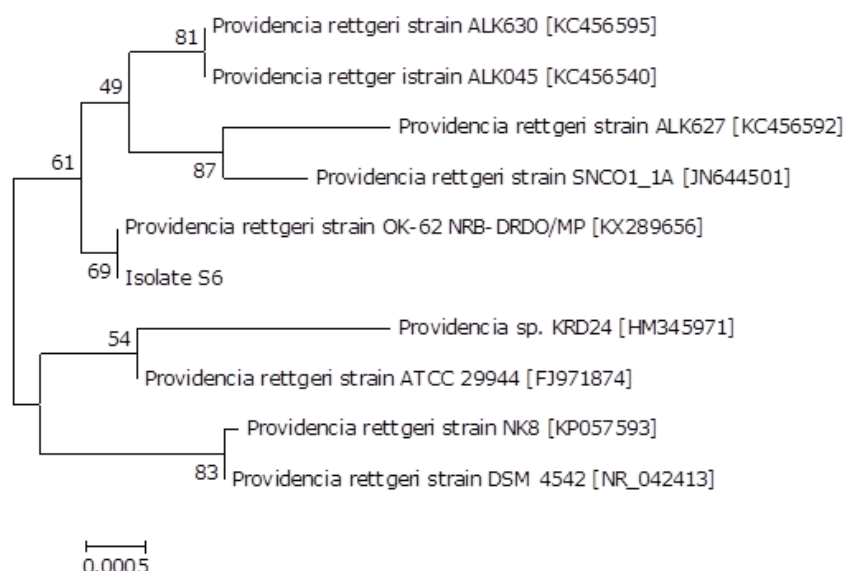 81
Providencia rettgeri strain ALK630 [KC456595]
Providencia rettger istrain ALK045 [KC456540]
49
Providencia rettgeri strain ALK627 [KC456592]
87
Providencia rettgeri strain SNCO1_1A [JN644501]
61
Providencia rettgeri strain OK-62 NRB-DRDO/MP [KX289656]
69
Isolate S6
Providencia sp. KRD24 [HM345971]
54
Providencia rettgeri strain ATCC 29944 [FJ971874]
Providencia rettgeri strain NK8 [KP057593]
83
Providencia rettgeri strain DSM 4542 [NR_042413]
0.0005